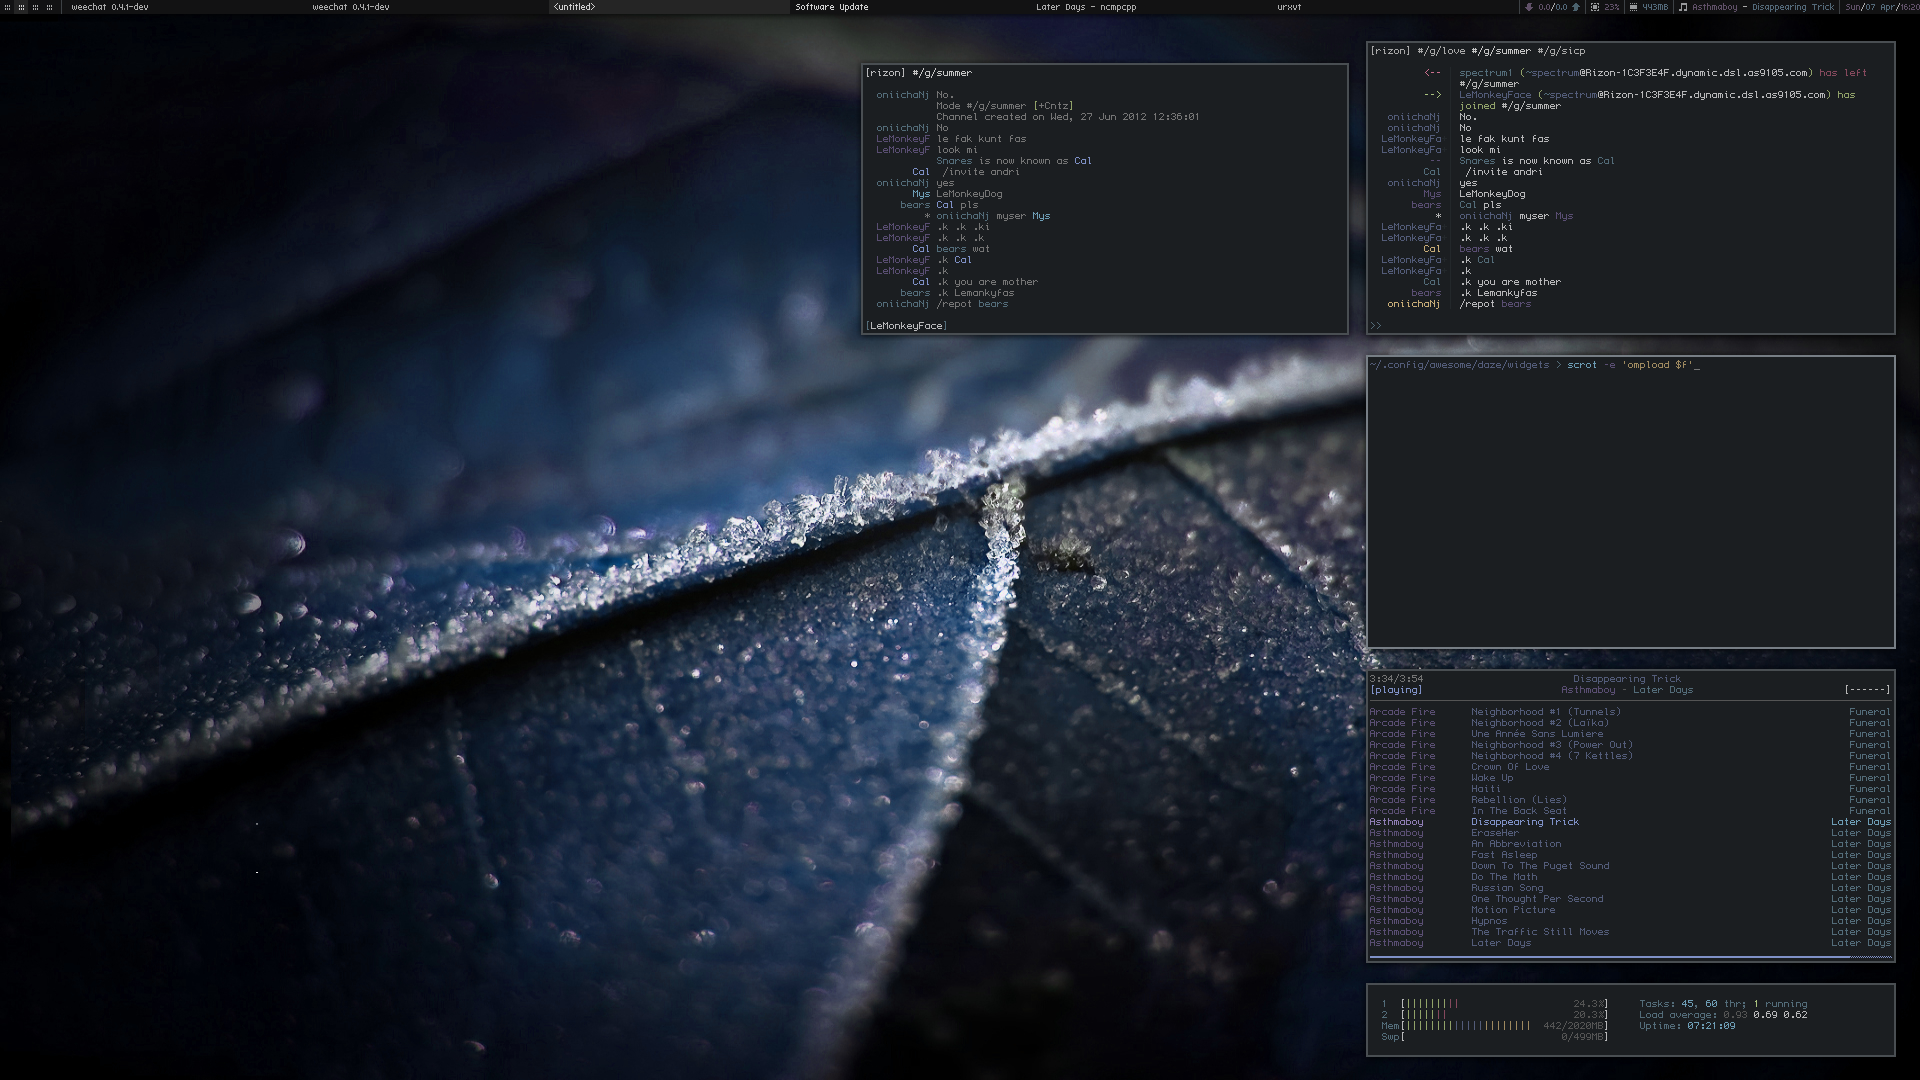 weechat 0.4.1-dev weechat 0.4.1-dev <untitled> Software Update Later Days - ncmpcpp urxvt 0.0/0.0 23% 443MB Asthmaboy - Disappearing Trick Sun/07 Apr/16:20
[rizon] #/g/summer
oniichaNj No.
Mode #/g/summer [+Cntz]
Channel created on Wed, 27 Jun 2012 12:36:01
oniichaNj No
LeMonkeyF le fak kunt fas
LeMonkeyF look mi
Snares is now known as Cal
Cal /invite andri
oniichaNj yes
Mys LeMonkeyDog
bears Cal pls
* oniichaNj myser Mys
LeMonkeyF .k .k .ki
LeMonkeyF .k .k .k
Cal bears wat
LeMonkeyF .k Cal
LeMonkeyF .k
Cal .k you are mother
bears .k Lemankyfas
oniichaNj /repot bears
[LeMonkeyFace]
[rizon] #/g/love #/g/summer #/g/sicp
<-- spectrum1 (~spectrum@Rizon-1C3F3E4F.dynamic.dsl.as9105.com) has left
#/g/summer
--> LeMonkeyFace (~spectrum@Rizon-1C3F3E4F.dynamic.dsl.as9105.com) has
joined #/g/summer
oniichaNj No.
oniichaNj No
LeMonkeyFa le fak kunt fas
LeMonkeyFa look mi
-- Snares is now known as Cal
Cal /invite andri
oniichaNj yes
Mys LeMonkeyDog
bears Cal pls
* oniichaNj myser Mys
LeMonkeyFa .k .k .ki
LeMonkeyFa .k .k .k
Cal bears wat
LeMonkeyFa .k Cal
LeMonkeyFa .k
Cal .k you are mother
bears .k Lemankyfas
oniichaNj /repot bears
>>
~/.config/awesome/daze/widgets > scrot -e 'ompload $f'_
3:34/3:54 Disappearing Trick
[playing] Asthmaboy - Later Days [------]
Arcade Fire Neighborhood #1 (Tunnels) Funeral
Arcade Fire Neighborhood #2 (Laïka) Funeral
Arcade Fire Une Année Sans Lumiere Funeral
Arcade Fire Neighborhood #3 (Power Out) Funeral
Arcade Fire Neighborhood #4 (7 Kettles) Funeral
Arcade Fire Crown Of Love Funeral
Arcade Fire Wake Up Funeral
Arcade Fire Haïti Funeral
Arcade Fire Rebellion (Lies) Funeral
Arcade Fire In The Back Seat Funeral
Asthmaboy Disappearing Trick Later Days
Asthmaboy EraseHer Later Days
Asthmaboy An Abbreviation Later Days
Asthmaboy Fast Asleep Later Days
Asthmaboy Down To The Puget Sound Later Days
Asthmaboy Do The Math Later Days
Asthmaboy Russian Song Later Days
Asthmaboy One Thought Per Second Later Days
Asthmaboy Motion Picture Later Days
Asthmaboy Hypnos Later Days
Asthmaboy The Traffic Still Moves Later Days
Asthmaboy Later Days Later Days
1 [||||||||| 24.3%] Tasks: 45, 60 thr; 1 running
2 [||||||| 20.3%] Load average: 0.93 0.69 0.62
Mem[||||||||||||||||||||| 442/2020MB] Uptime: 07:21:09
Swp[ 0/499MB]